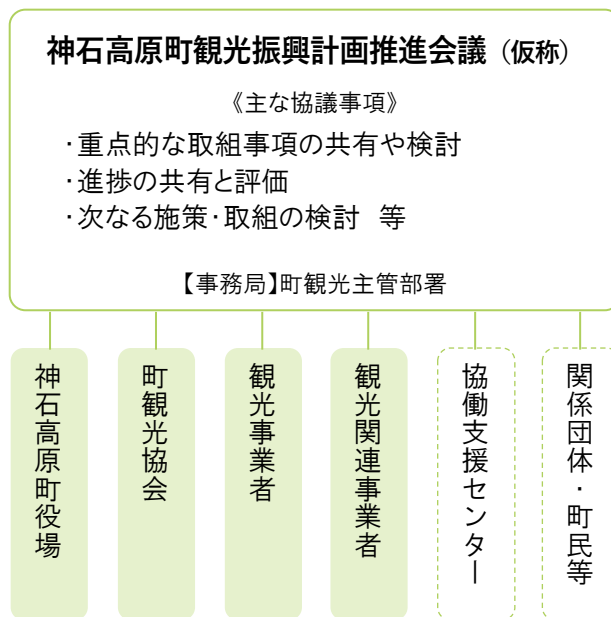 神石高原町観光振興計画推進会議（仮称）
《主な協議事項》
・重点的な取組事項の共有や検討
・進捗の共有と評価
・次なる施策・取組の検討　等
【事務局】町観光主管部署
神石高原町役場
町観光協会
観光事業者
観光関連事業者
協働支援センター
関係団体・町民等